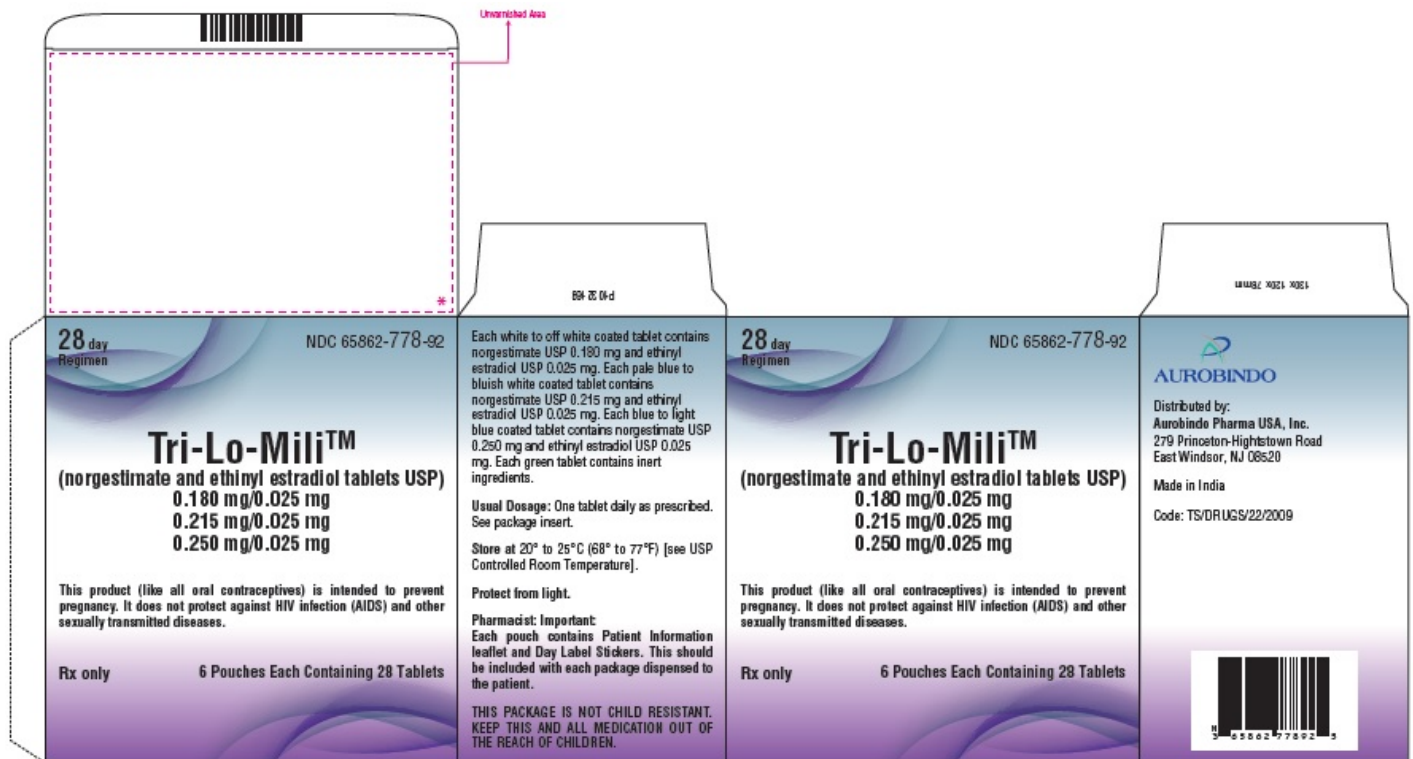 Unvarnished Area
*
P10 32 168
130x 120x 78mm
28 day
Regimen
NDC 65862-778-92
Tri-Lo-Mili™
(norgestimate and ethinyl estradiol tablets USP)
0.180 mg/0.025 mg
0.215 mg/0.025 mg
0.250 mg/0.025 mg
This product (like all oral contraceptives) is intended to prevent
pregnancy. It does not protect against HIV infection (AIDS) and other
sexually transmitted diseases.
Rx only
6 Pouches Each Containing 28 Tablets
Each white to off white coated tablet contains
norgestimate USP 0.180 mg and ethinyl
estradiol USP 0.025 mg. Each pale blue to
bluish white coated tablet contains
norgestimate USP 0.215 mg and ethinyl
estradiol USP 0.025 mg. Each blue to light
blue coated tablet contains norgestimate USP
0.250 mg and ethinyl estradiol USP 0.025
mg. Each green tablet contains inert
ingredients.
Usual Dosage: One tablet daily as prescribed.
See package insert.
Store at 20° to 25°C (68° to 77°F) [see USP
Controlled Room Temperature].
Protect from light.
Pharmacist: Important:
Each pouch contains Patient Information
leaflet and Day Label Stickers. This should
be included with each package dispensed to
the patient.
THIS PACKAGE IS NOT CHILD RESISTANT.
KEEP THIS AND ALL MEDICATION OUT OF
THE REACH OF CHILDREN.
28 day
Regimen
NDC 65862-778-92
Tri-Lo-Mili™
(norgestimate and ethinyl estradiol tablets USP)
0.180 mg/0.025 mg
0.215 mg/0.025 mg
0.250 mg/0.025 mg
This product (like all oral contraceptives) is intended to prevent
pregnancy. It does not protect against HIV infection (AIDS) and other
sexually transmitted diseases.
Rx only
6 Pouches Each Containing 28 Tablets
AUROBINDO
Distributed by:
Aurobindo Pharma USA, Inc.
279 Princeton-Hightstown Road
East Windsor, NJ 08520
Made in India
Code: TS/DRUGS/22/2009
N
3 65862 77892 5